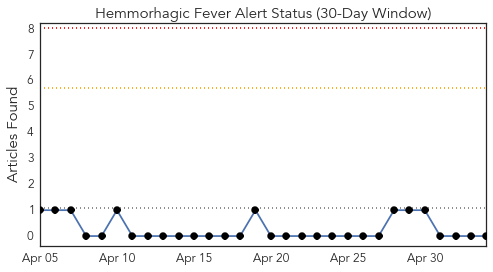 Hemmorhagic Fever Alert Status (30-Day Window)
Articles Found
8
7
6
5
4
3
2
1
0
Apr 05
Apr 10
Apr 15
Apr 20
Apr 25
Apr 30